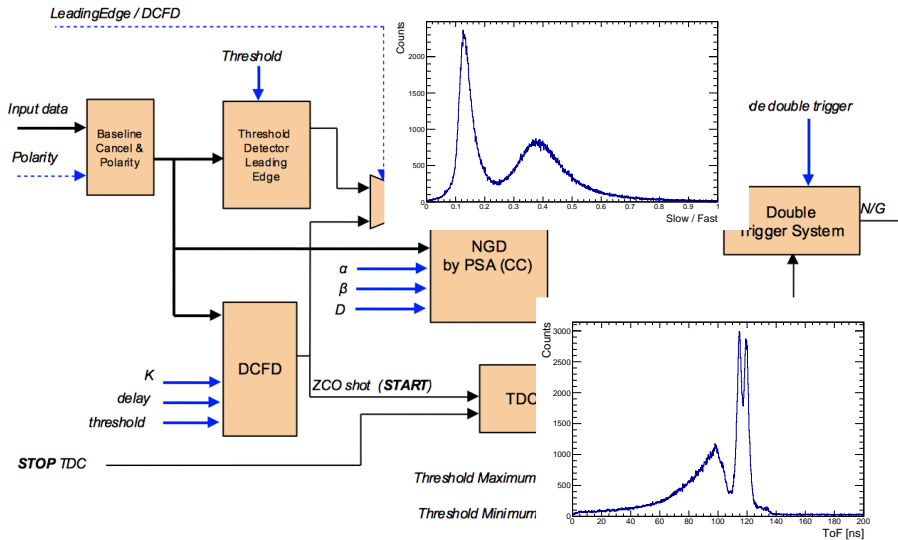 LeadingEdge / DCFD
Threshold
Input data
Polarity
Baseline
Cancel &
Polarity
Threshold
Detector
Leading
Edge
Counts
2000
1500
1000
500
0
0
0.1
0.2
0.3
0.4
0.5
0.6
0.7
0.8
0.9
1
Slow / Fast
de double trigger
Double
Trigger System
N/G
NGD
by PSA (CC)
α
β
D
DCFD
K
delay
threshold
ZCO shot (START)
TDC
STOP TDC
Threshold Maximum
Threshold Minimum
Counts
3000
2500
2000
1500
1000
500
0
0
20
40
60
80
100
120
140
160
180
200
ToF [ns]